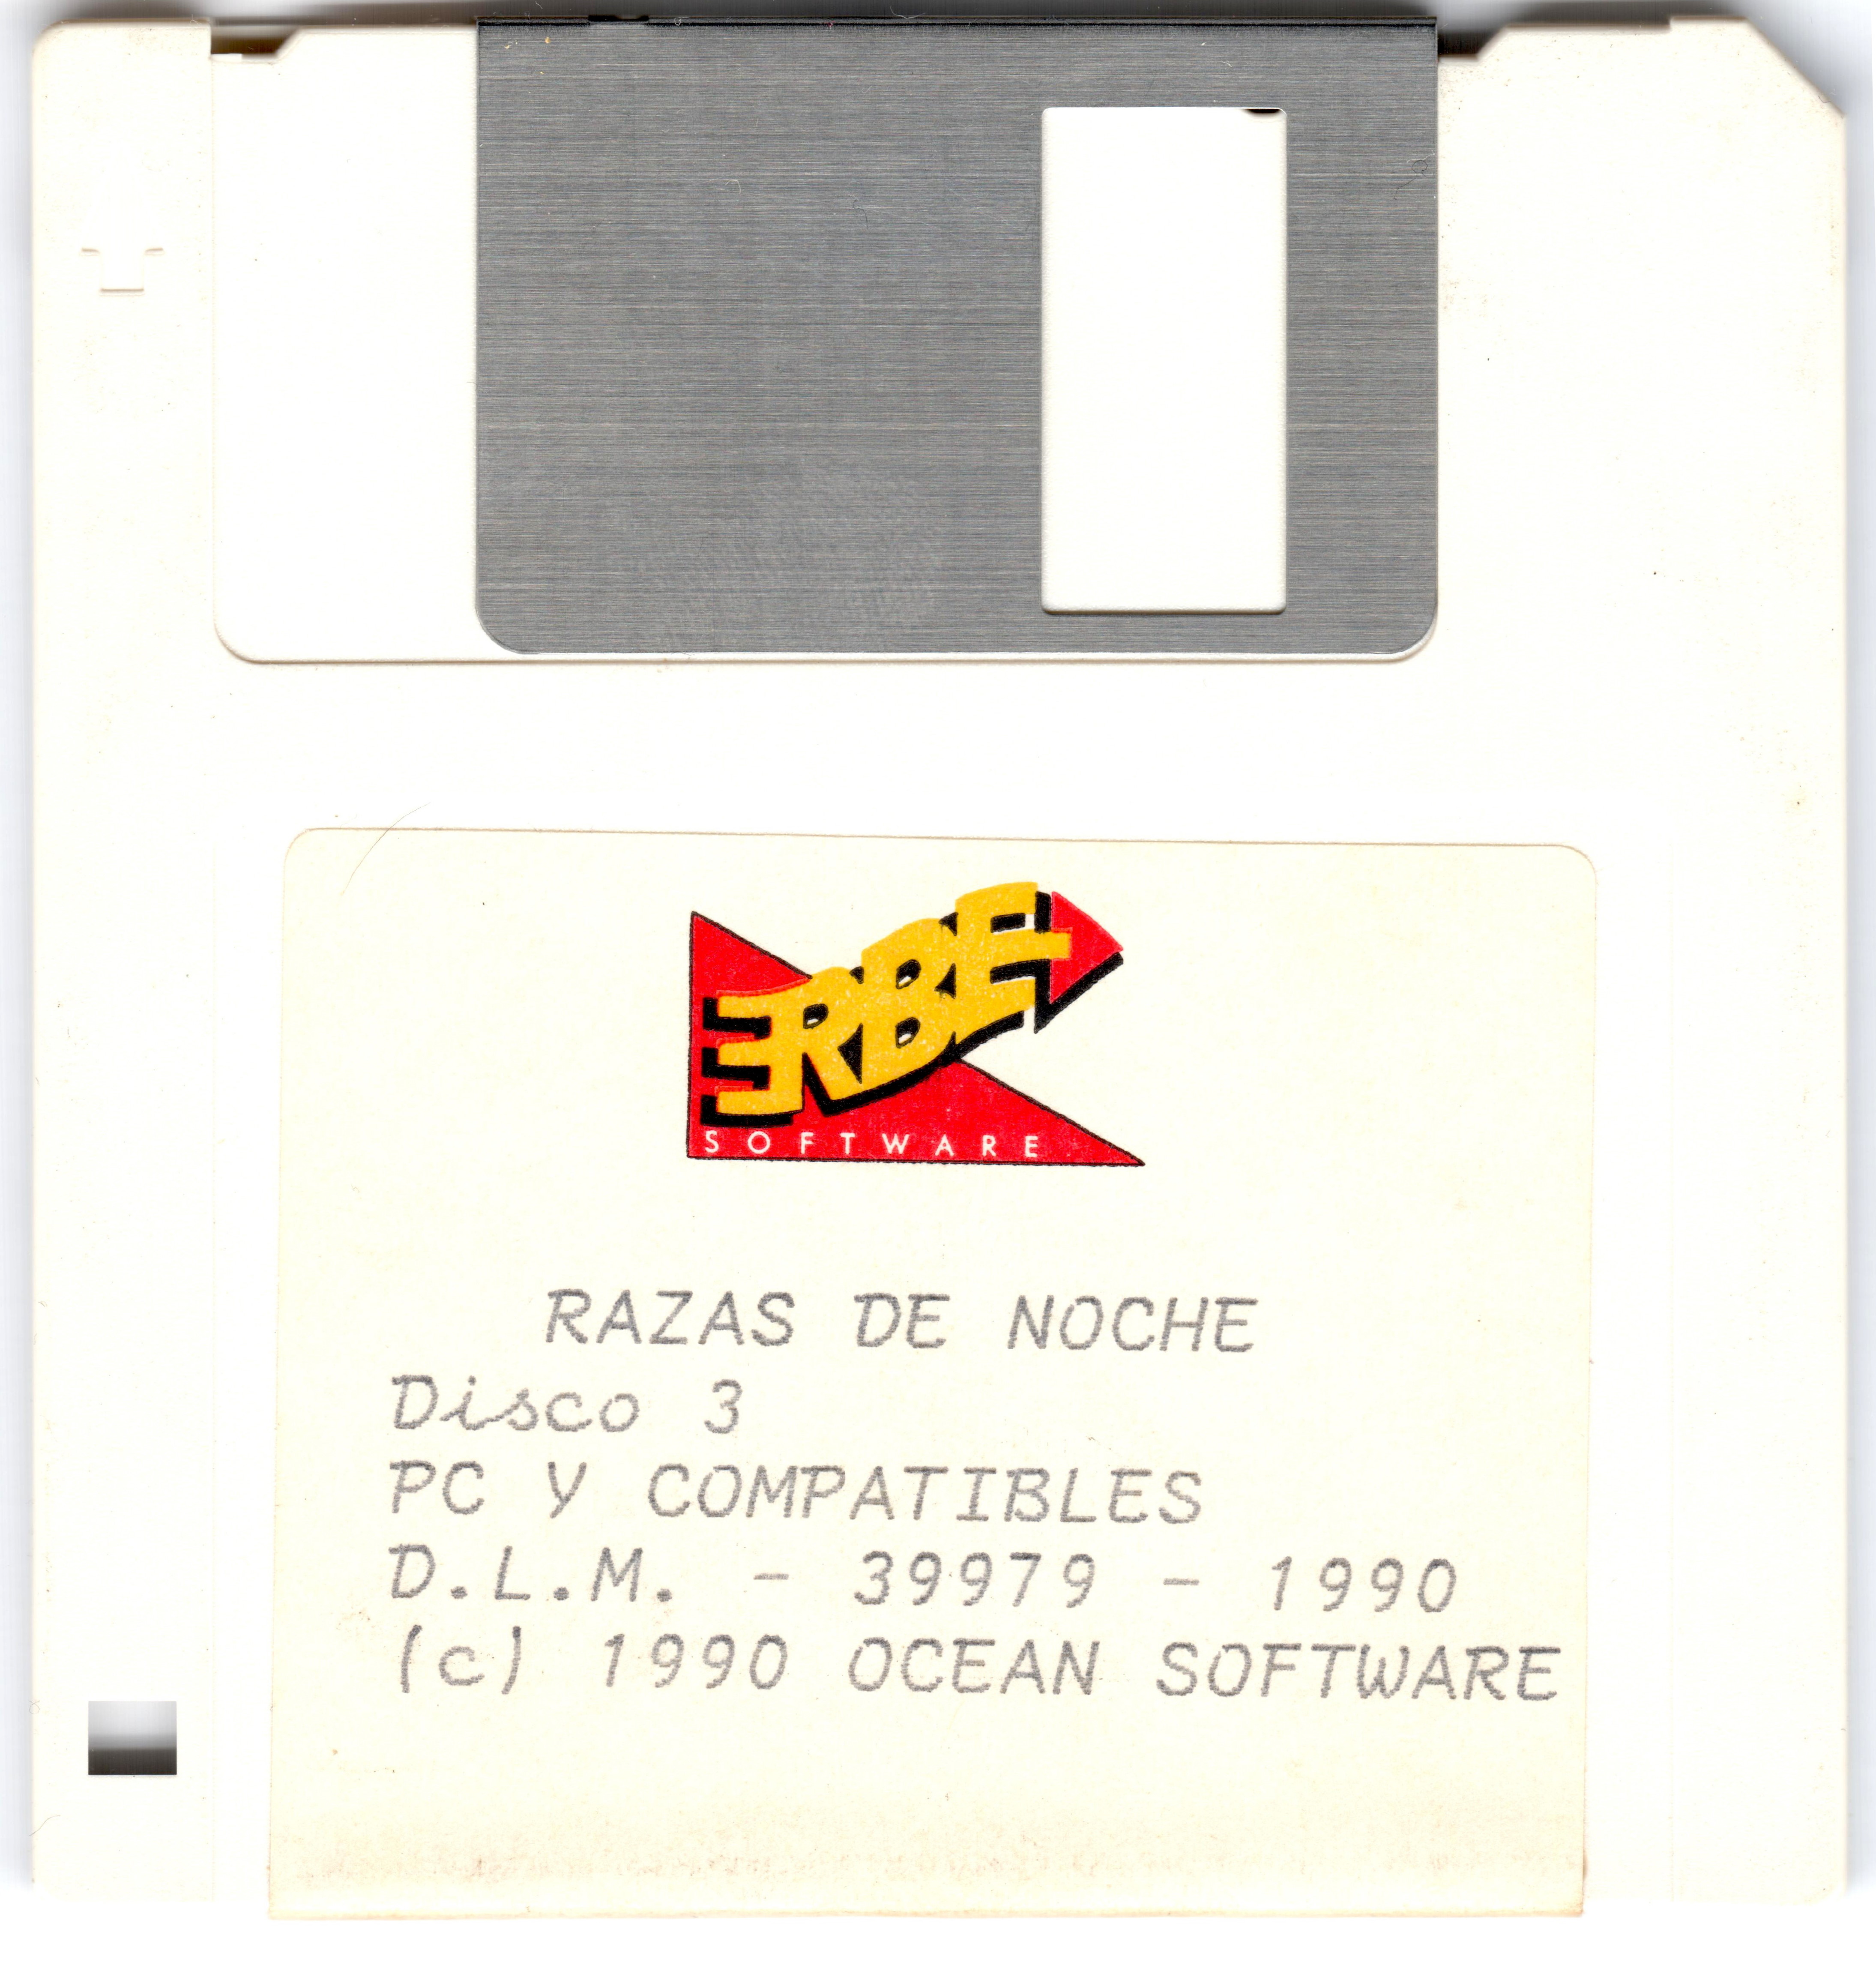 ERBE
SOFTWARE
RAZAS DE NOCHE
Disco 3
PC Y COMPATIBLES
D.L.M. - 39979 - 1990
(c) 1990 OCEAN SOFTWARE